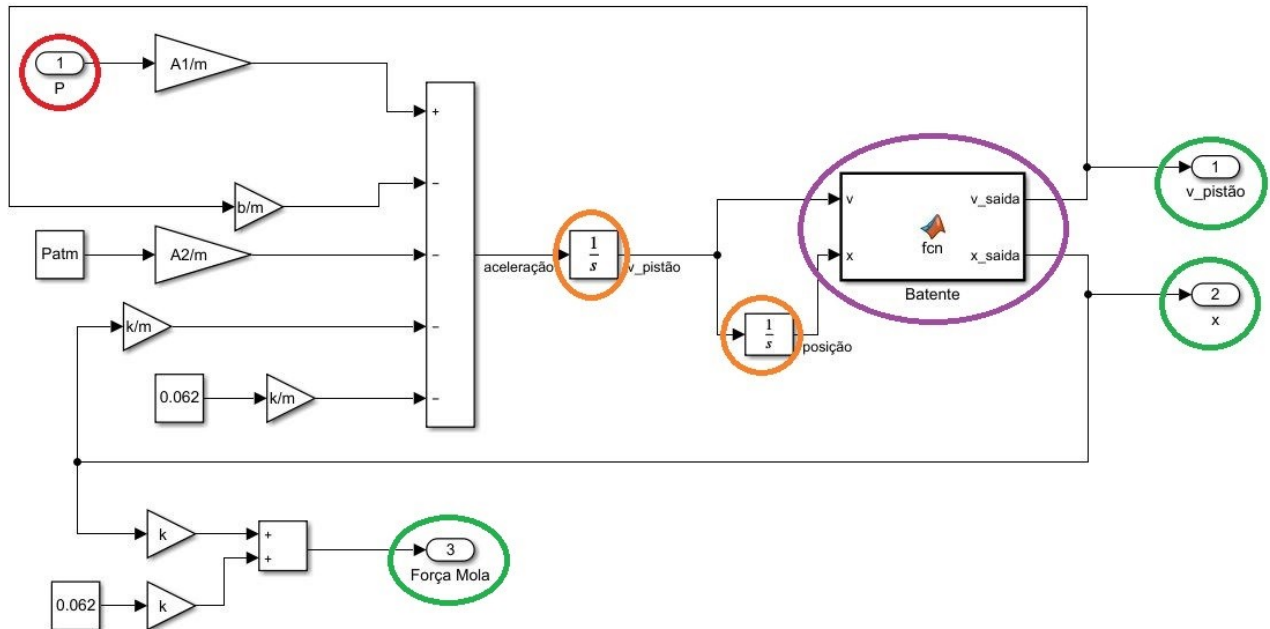 1
P
A1/m
+
−
b/m
v
v_saida
1
v_pistão
Patm
A2/m
−
aceleração
1
s
v_pistão
fcn
x
x_saida
Batente
2
x
k/m
−
1
s
posição
0.062
k/m
−
k
+
+
3
Força Mola
0.062
k